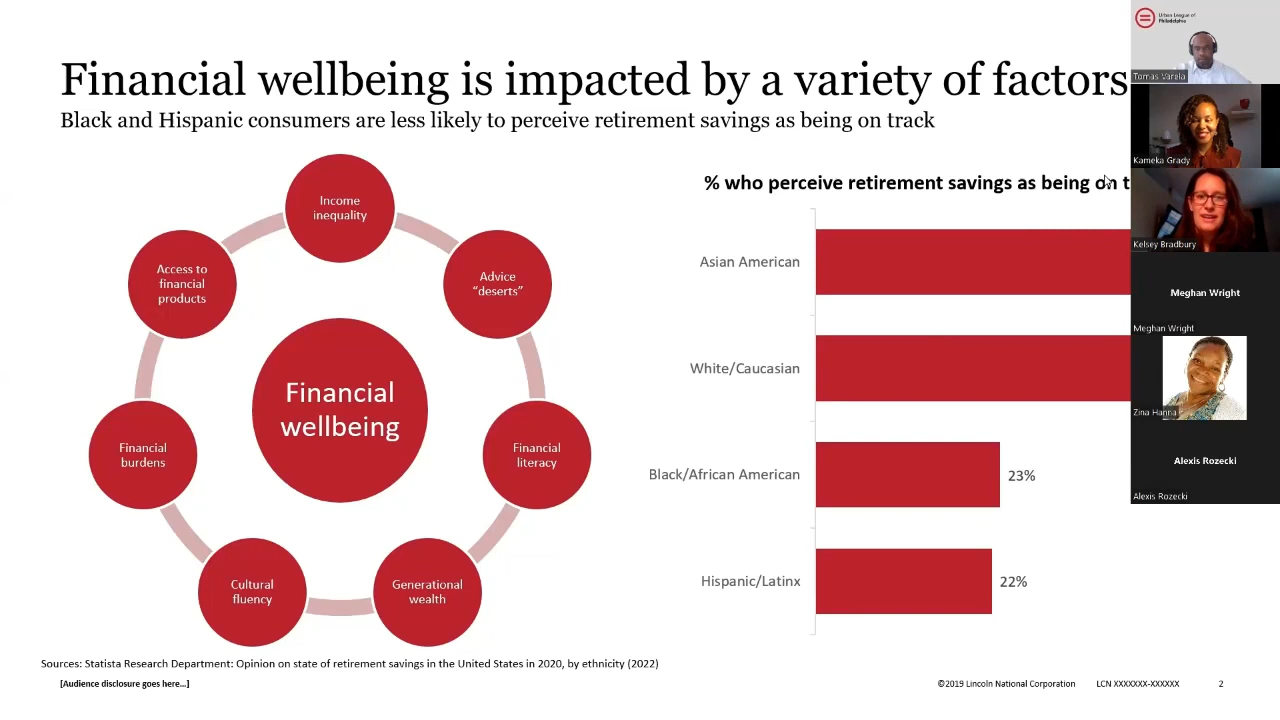 Financial wellbeing is impacted by a variety of factors
Black and Hispanic consumers are less likely to perceive retirement savings as being on track
Income
inequality
Advice
“deserts”
Financial
literacy
Generational
wealth
Cultural
fluency
Financial
burdens
Access to
financial
products
Financial
wellbeing
% who perceive retirement savings as being on t
Asian American
White/Caucasian
Black/African American
23%
Hispanic/Latinx
22%
Sources: Statista Research Department: Opinion on state of retirement savings in the United States in 2020, by ethnicity (2022)
[Audience disclosure goes here…]
©2019 Lincoln National Corporation
LCN XXXXXXX-XXXXXX
2
Urban League of
Philadelphia
Tomas Varela
Kameka Grady
Kelsey Bradbury
Meghan Wright
Meghan Wright
Zina Hanna
Alexis Rozecki
Alexis Rozecki